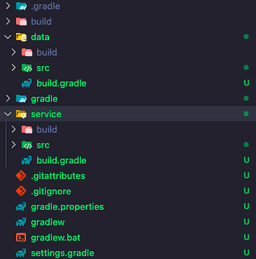 .gradle
build
data
build
src
build.gradle U
gradle
service
build
src
build.gradle U
.gitattributes U
.gitignore U
gradle.properties U
gradlew U
gradlew.bat U
settings.gradle U